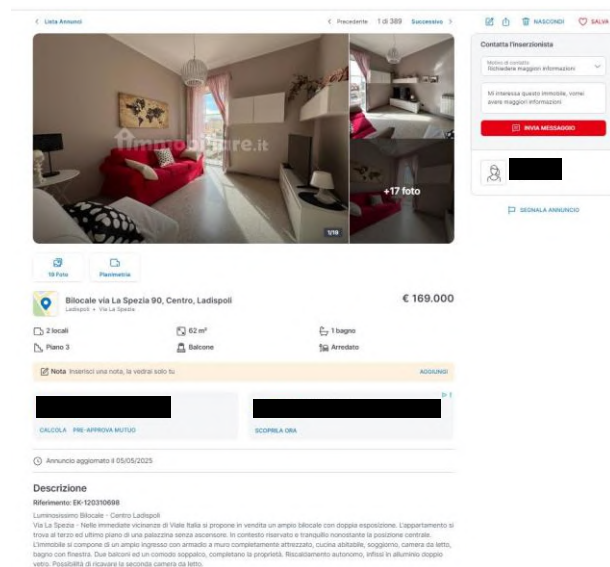 Lista Annunci
Precedente 1 di 389 Successivo
NASCONDI SALVA
immobiliare.it
+17 foto
1/19
Contatta l'inserzionista
Motivo di contatto
Richiedere maggiori informazioni
Mi interessa questo immobile, vorrei
avere maggiori informazioni
INVIA MESSAGGIO
SEGNALA ANNUNCIO
19 Foto Planimetria
Bilocale via La Spezia 90, Centro, Ladispoli € 169.000
Ladispoli • Via La Spezia
2 locali 62 m² 1 bagno
Piano 3 Balcone Arredato
Nota Inserisci una nota, la vedrai solo tu AGGIUNGI
CALCOLA PRE-APPROVA MUTUO SCOPRILA ORA
Annuncio aggiornato il 05/05/2025
Descrizione
Riferimento: EK-120310698
Luminosissimo Bilocale - Centro Ladispoli
Via La Spezia - Nelle immediate vicinanze di Viale Italia si propone in vendita un ampio bilocale con doppia esposizione. L'appartamento si
trova al terzo ed ultimo piano di una palazzina senza ascensore. In contesto riservato e tranquillo nonostante la posizione centrale.
L'immobile si compone di un ampio ingresso con armadio a muro completamente attrezzato, cucina abitabile, soggiorno, camera da letto,
bagno con finestra. Due balconi ed un comodo soppalco, completano la proprietà. Riscaldamento autonomo, infissi in alluminio doppio
vetro. Possibilità di ricavare la seconda camera da letto.